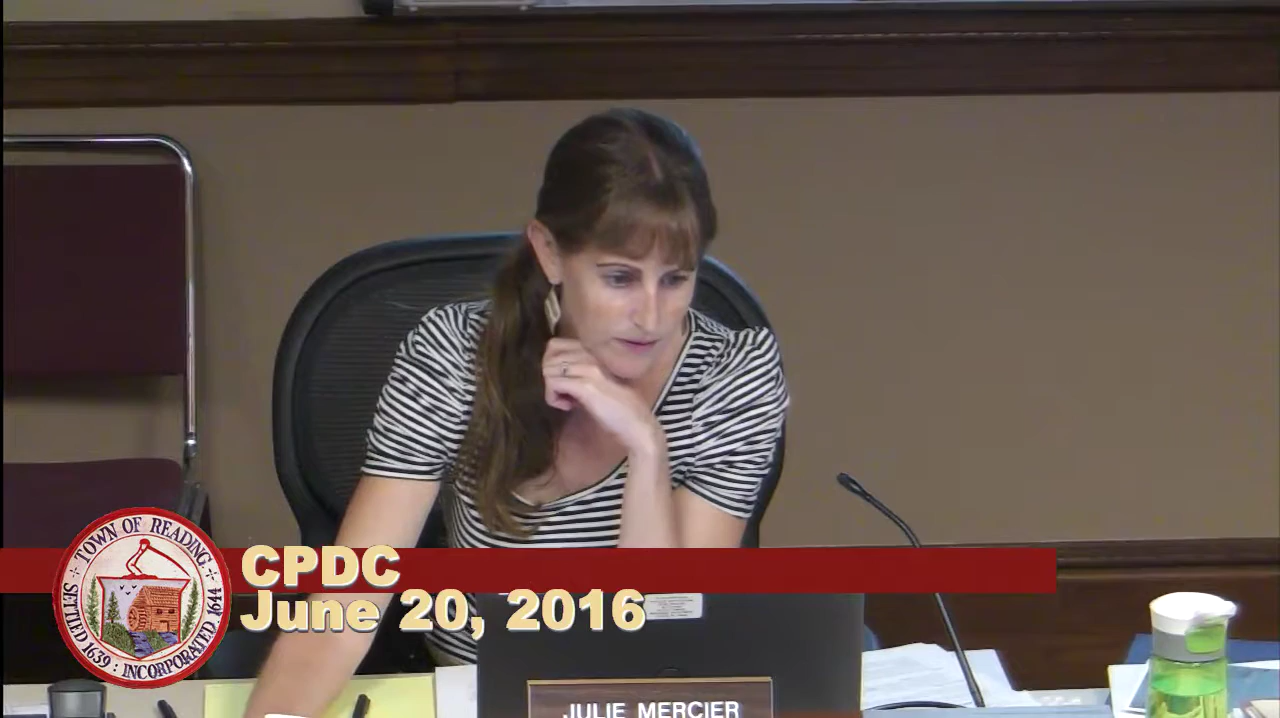 TOWN OF READING
SETTLED 1639 : INCORPORATED 1644
CPDC
June 20, 2016
JULIE MERCIER